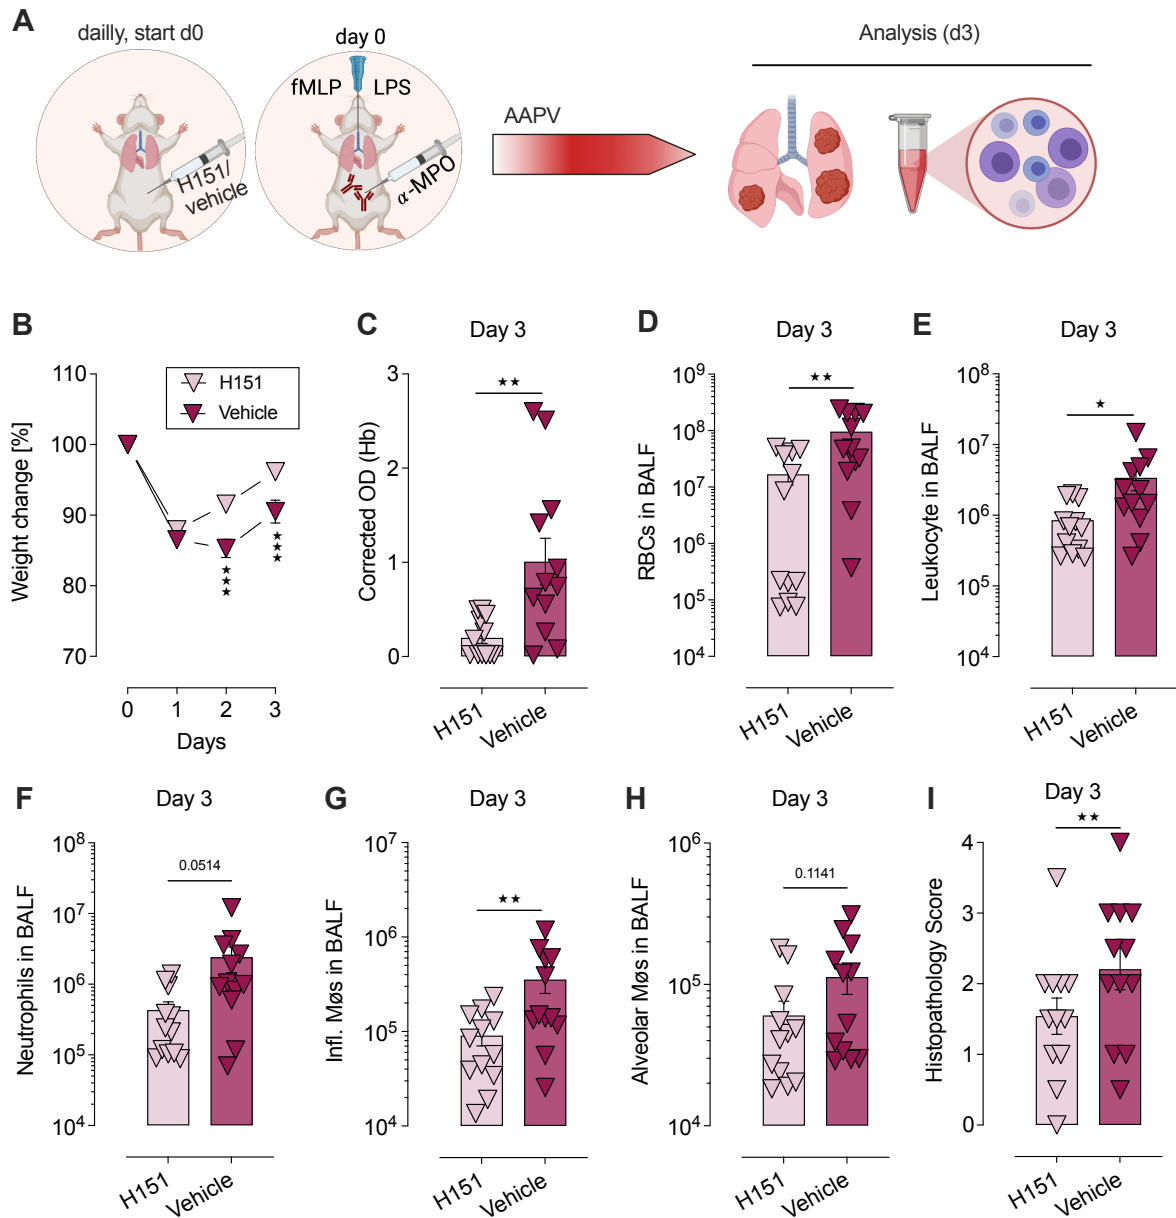 A
dailly, start d0
day 0
Analysis (d3)
fMLP LPS
AAPV
H151/
vehicle
α-MPO
B
C
D
E
Day 3
Day 3
Day 3
Weight change [%]
110
100
90
80
70
H151
Vehicle
★★★
★★★
0 1 2 3
Days
Corrected OD (Hb)
3
2
1
0
★★
H151
Vehicle
RBCs in BALF
10⁹
10⁸
10⁷
10⁶
10⁵
10⁴
★★
H151
Vehicle
Leukocyte in BALF
10⁸
10⁷
10⁶
10⁵
10⁴
★
H151
Vehicle
F
G
H
I
Day 3
Day 3
Day 3
Day 3
Neutrophils in BALF
10⁸
10⁷
10⁶
10⁵
10⁴
0.0514
H151
Vehicle
Infl. Møs in BALF
10⁷
10⁶
10⁵
10⁴
★★
H151
Vehicle
Alveolar Møs in BALF
10⁶
10⁵
10⁴
0.1141
H151
Vehicle
Histopathology Score
4
3
2
1
0
★★
H151
Vehicle